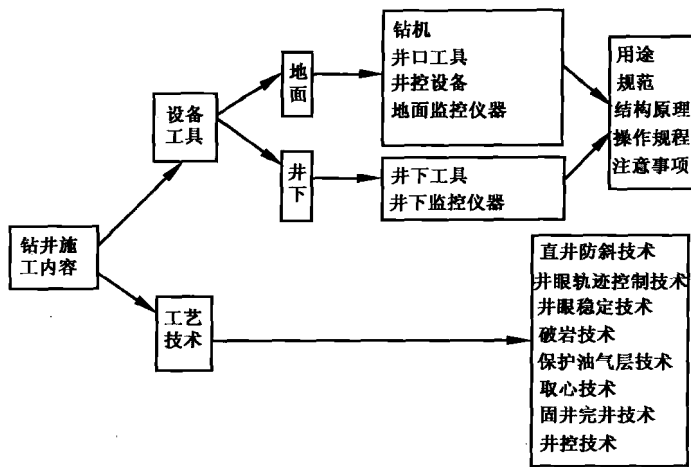 钻井施
工内容
设备
工具
工艺
技术
地
面
井
下
钻机
井口工具
井控设备
地面监控仪器
井下工具
井下监控仪器
用途
规范
结构原理
操作规程
注意事项
直井防斜技术
井眼轨迹控制技术
井眼稳定技术
破岩技术
保护油气层技术
取心技术
固井完井技术
井控技术